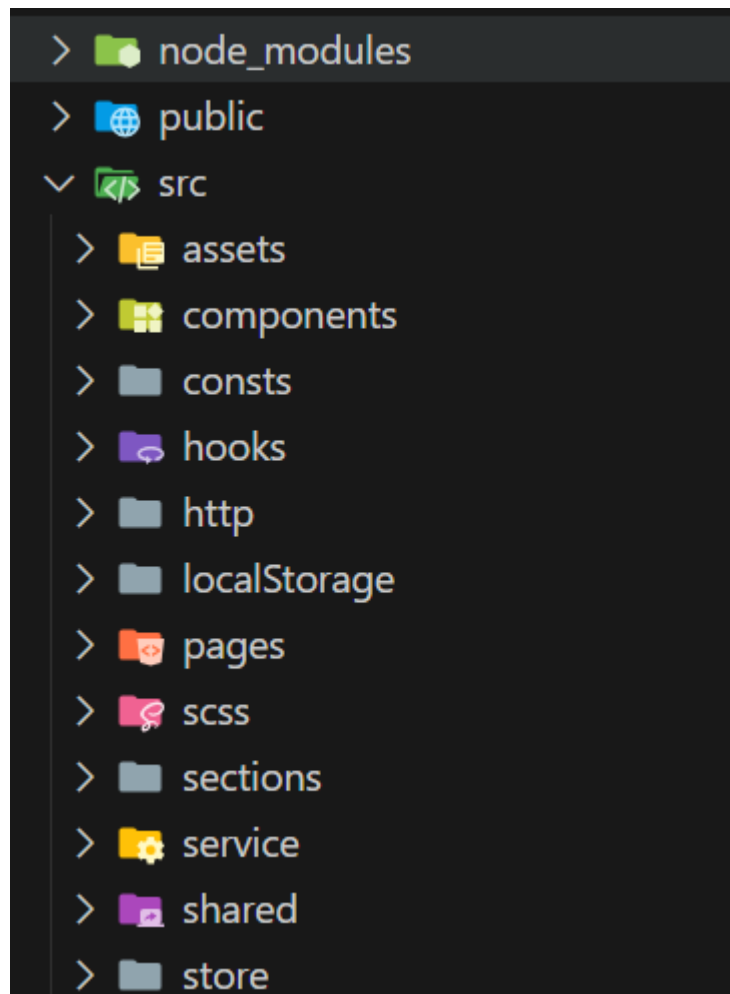 node_modules
public
src
assets
components
consts
hooks
http
localStorage
pages
scss
sections
service
shared
store